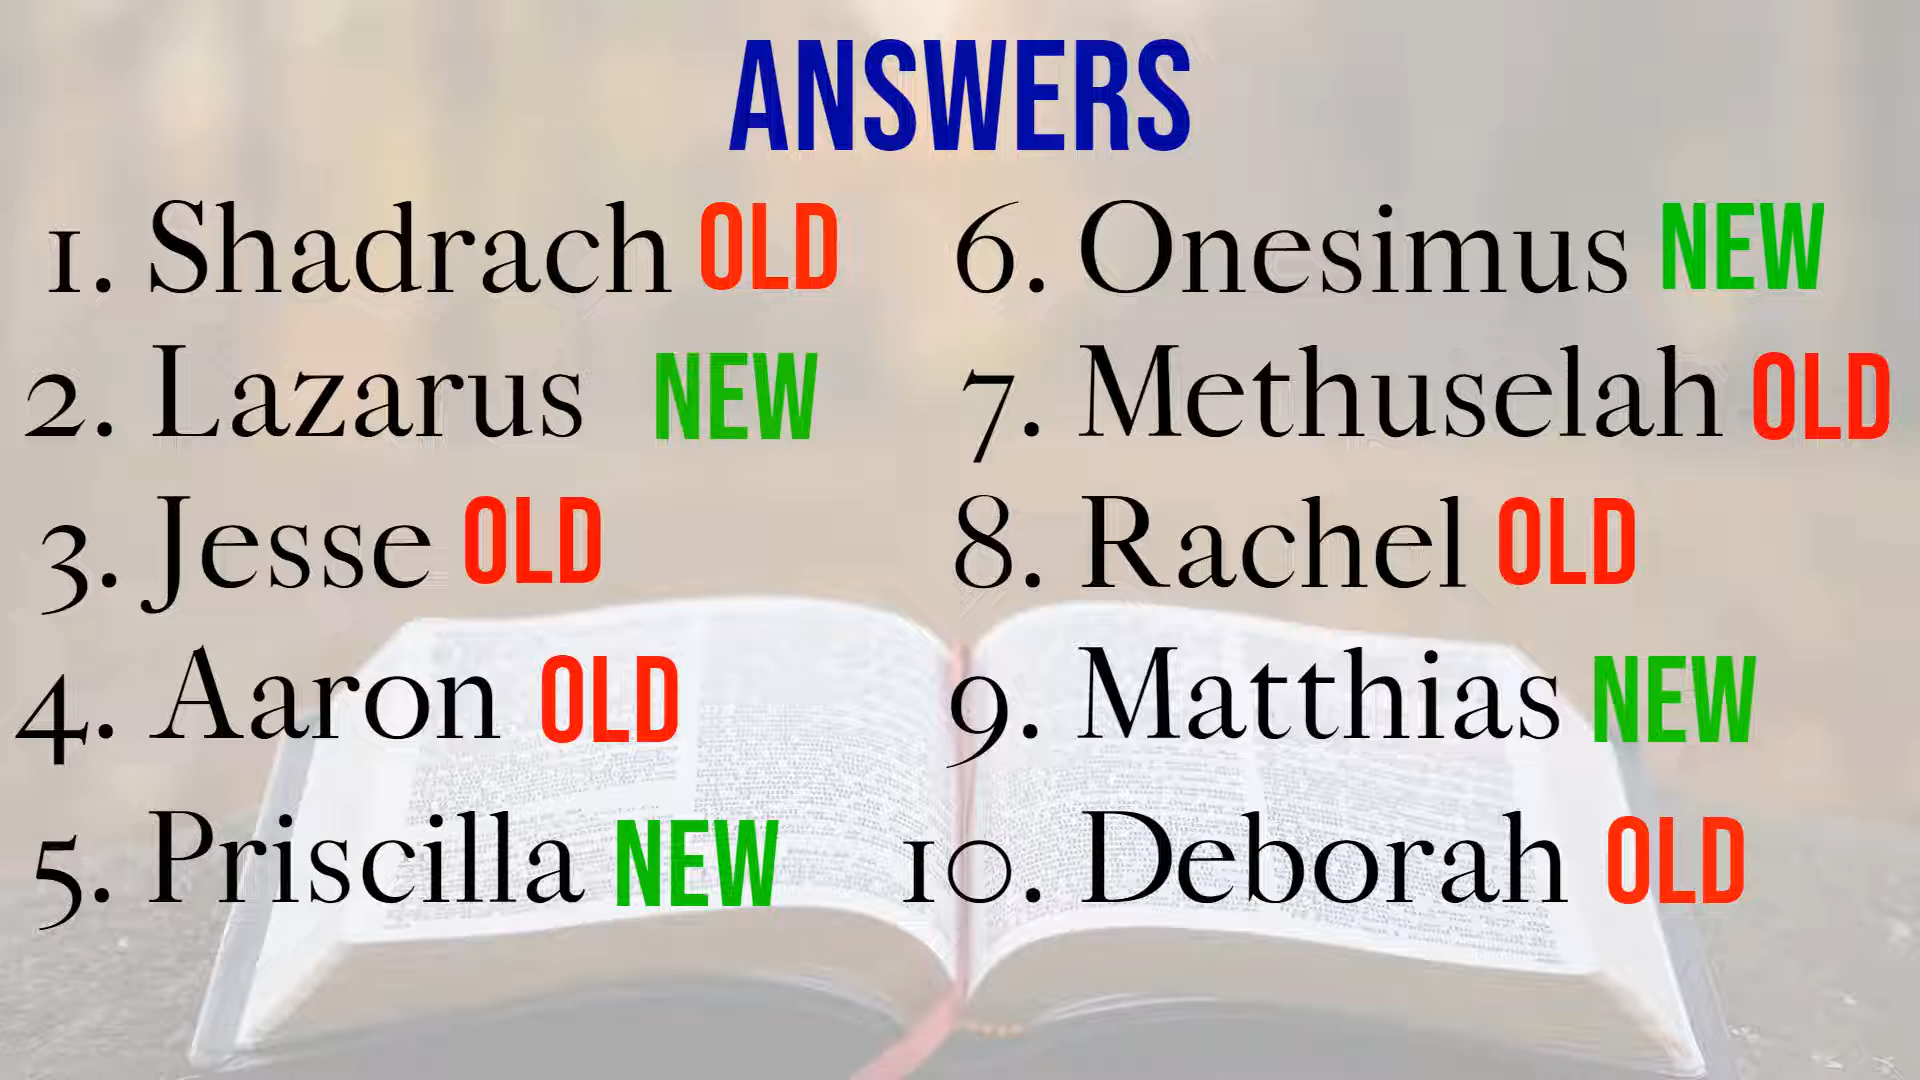 ANSWERS
1. Shadrach OLD
2. Lazarus NEW
3. Jesse OLD
4. Aaron OLD
5. Priscilla NEW
6. Onesimus NEW
7. Methuselah OLD
8. Rachel OLD
9. Matthias NEW
10. Deborah OLD